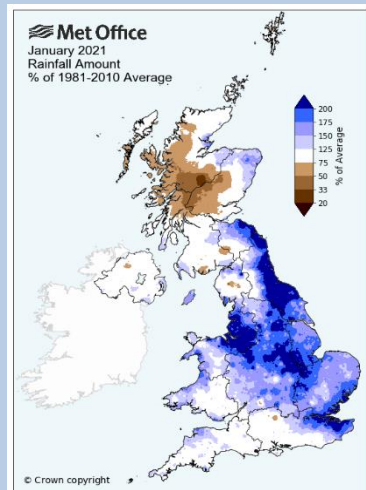 Met Office
January 2021
Rainfall Amount
% of 1981-2010 Average
200
175
150
125
75
50
33
20
% of Average
© Crown copyright